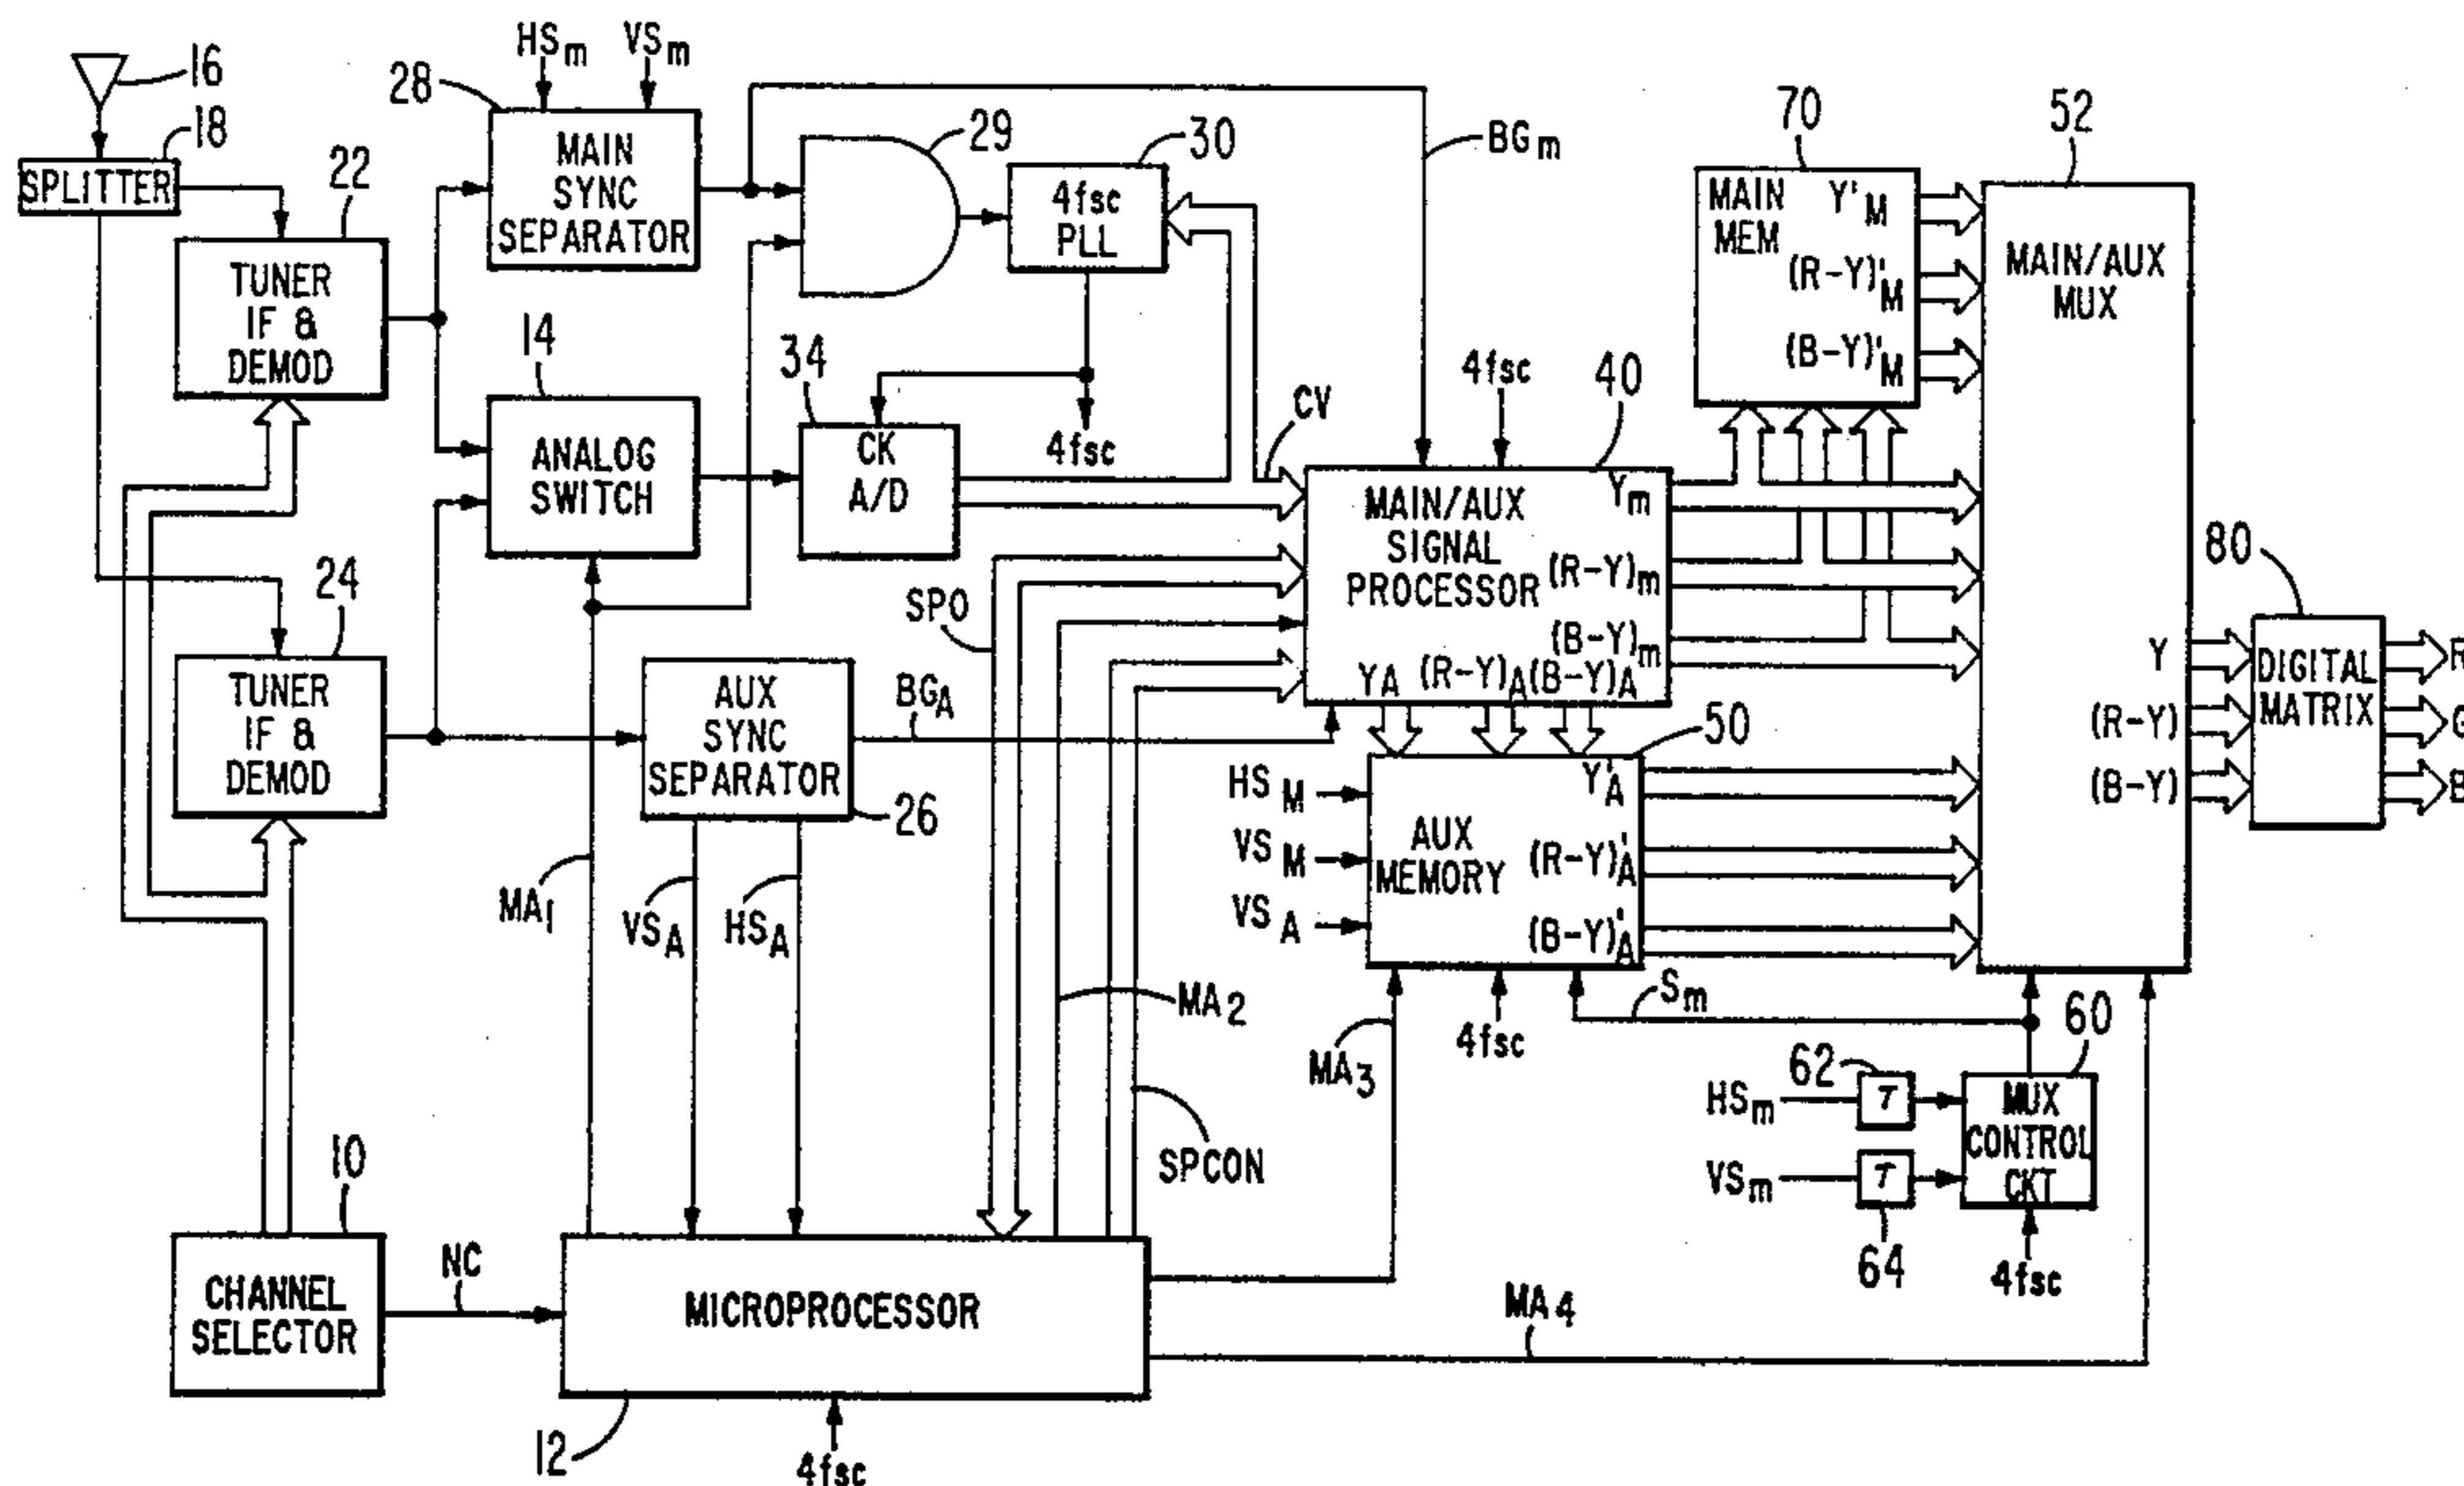 HSm
VSm
16
28
18
SPLITTER
22
MAIN
SYNC
SEPARATOR
29
30
4fsc
PLL
BGm
70
MAIN
MEM
Y'M
(R-Y)'M
(B-Y)'M
52
MAIN/AUX
MUX
TUNER
IF &
DEMOD
14
ANALOG
SWITCH
34
CK
A/D
4fsc
CV
4fsc
40
MAIN/AUX
SIGNAL
PROCESSOR
Ym
(R-Y)m
(B-Y)m
YA
(R-Y)A
(B-Y)A
24
TUNER
IF &
DEMOD
AUX
SYNC
SEPARATOR
26
BGA
SPO
50
HSM
VSM
VSA
AUX
MEMORY
Y'A
(R-Y)'A
(B-Y)'A
80
Y
(R-Y)
(B-Y)
DIGITAL
MATRIX
R
G
B
MA1
VSA
HSA
MA2
MA3
4fsc
Sm
60
62
HSm
τ
MUX
CONTROL
CKT
VSm
τ
64
4fsc
SPCON
10
CHANNEL
SELECTOR
NC
MICROPROCESSOR
MA4
12
4fsc